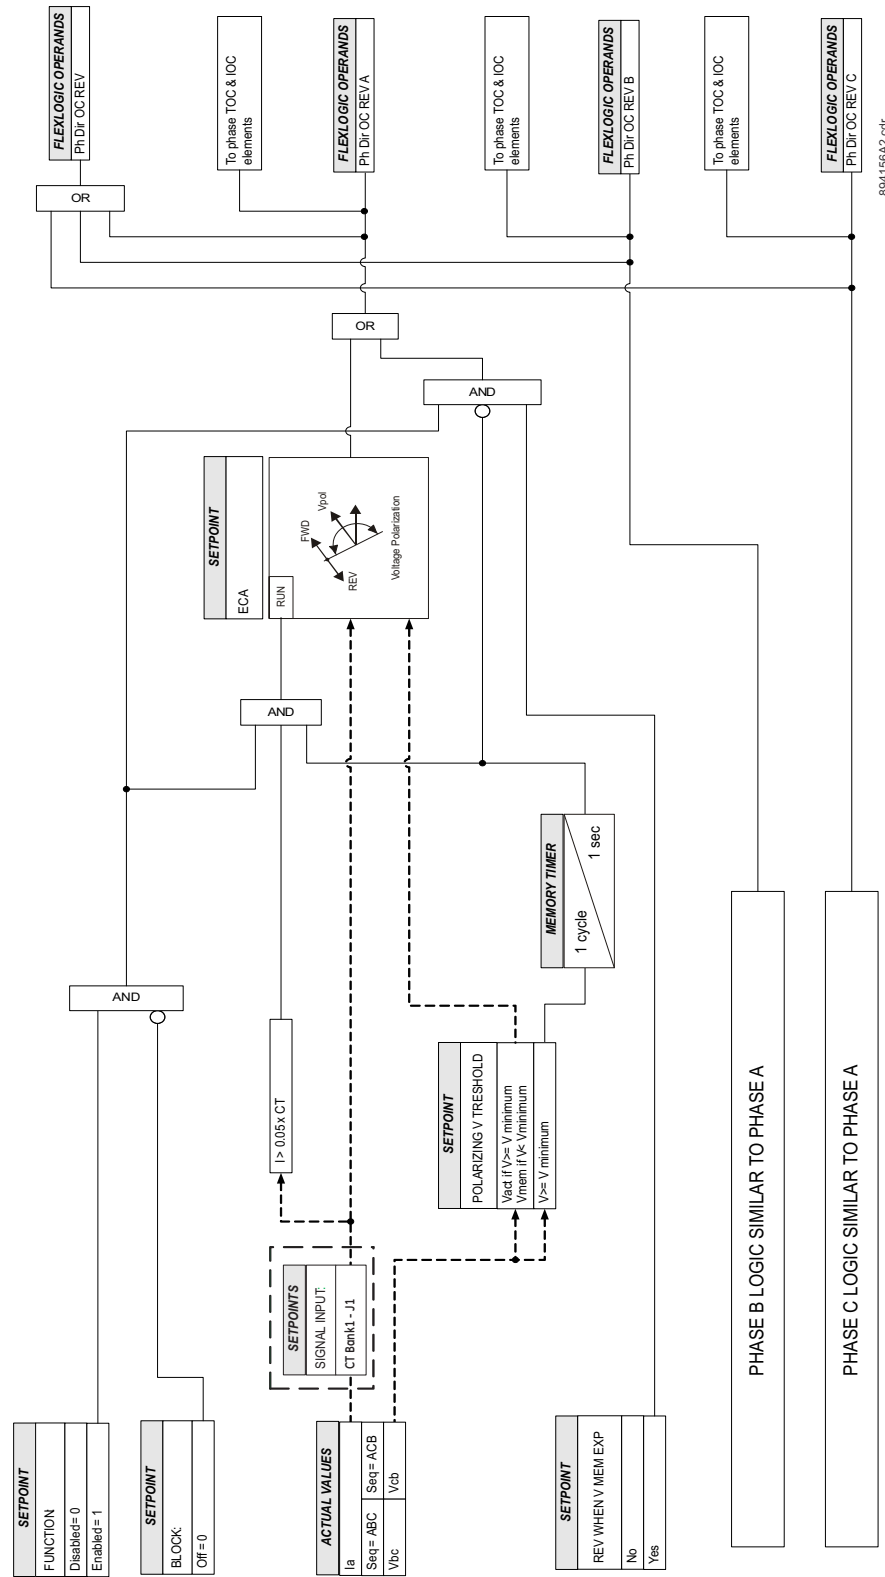 SETPOINT
FUNCTION
Disabled = 0
Enabled = 1
SETPOINT
BLOCK:
Off = 0
ACTUAL VALUES
Ia
Seq = ABC
Seq = ACB
Vbc
Vcb
SETPOINT
REV WHEN V MEM EXP
No
Yes
SETPOINTS
SIGNAL INPUT:
CT Bank1 - J1
I > 0.05 x CT
AND
SETPOINT
POLARIZING V TRESHOLD
Vact if V>= V minimum
Vmem if V< Vminimum
V>= V minimum
MEMORY TIMER
1 cycle
1 sec
AND
SETPOINT
ECA
RUN
FWD
REV
Vpol
Voltage Polarization
AND
OR
OR
FLEXLOGIC OPERANDS
Ph Dir OC REV
To phase TOC & IOC
elements
FLEXLOGIC OPERANDS
Ph Dir OC REV A
To phase TOC & IOC
elements
FLEXLOGIC OPERANDS
Ph Dir OC REV B
To phase TOC & IOC
elements
FLEXLOGIC OPERANDS
Ph Dir OC REV C
PHASE B LOGIC SIMILAR TO PHASE A
PHASE C LOGIC SIMILAR TO PHASE A
894156A2.cdr